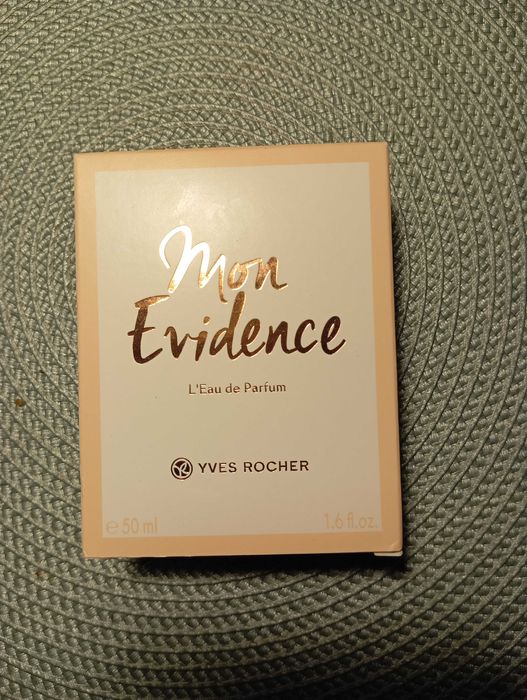 Mon
Evidence
L'Eau de Parfum
YVES ROCHER
e 50 ml
1.6 fl.oz.